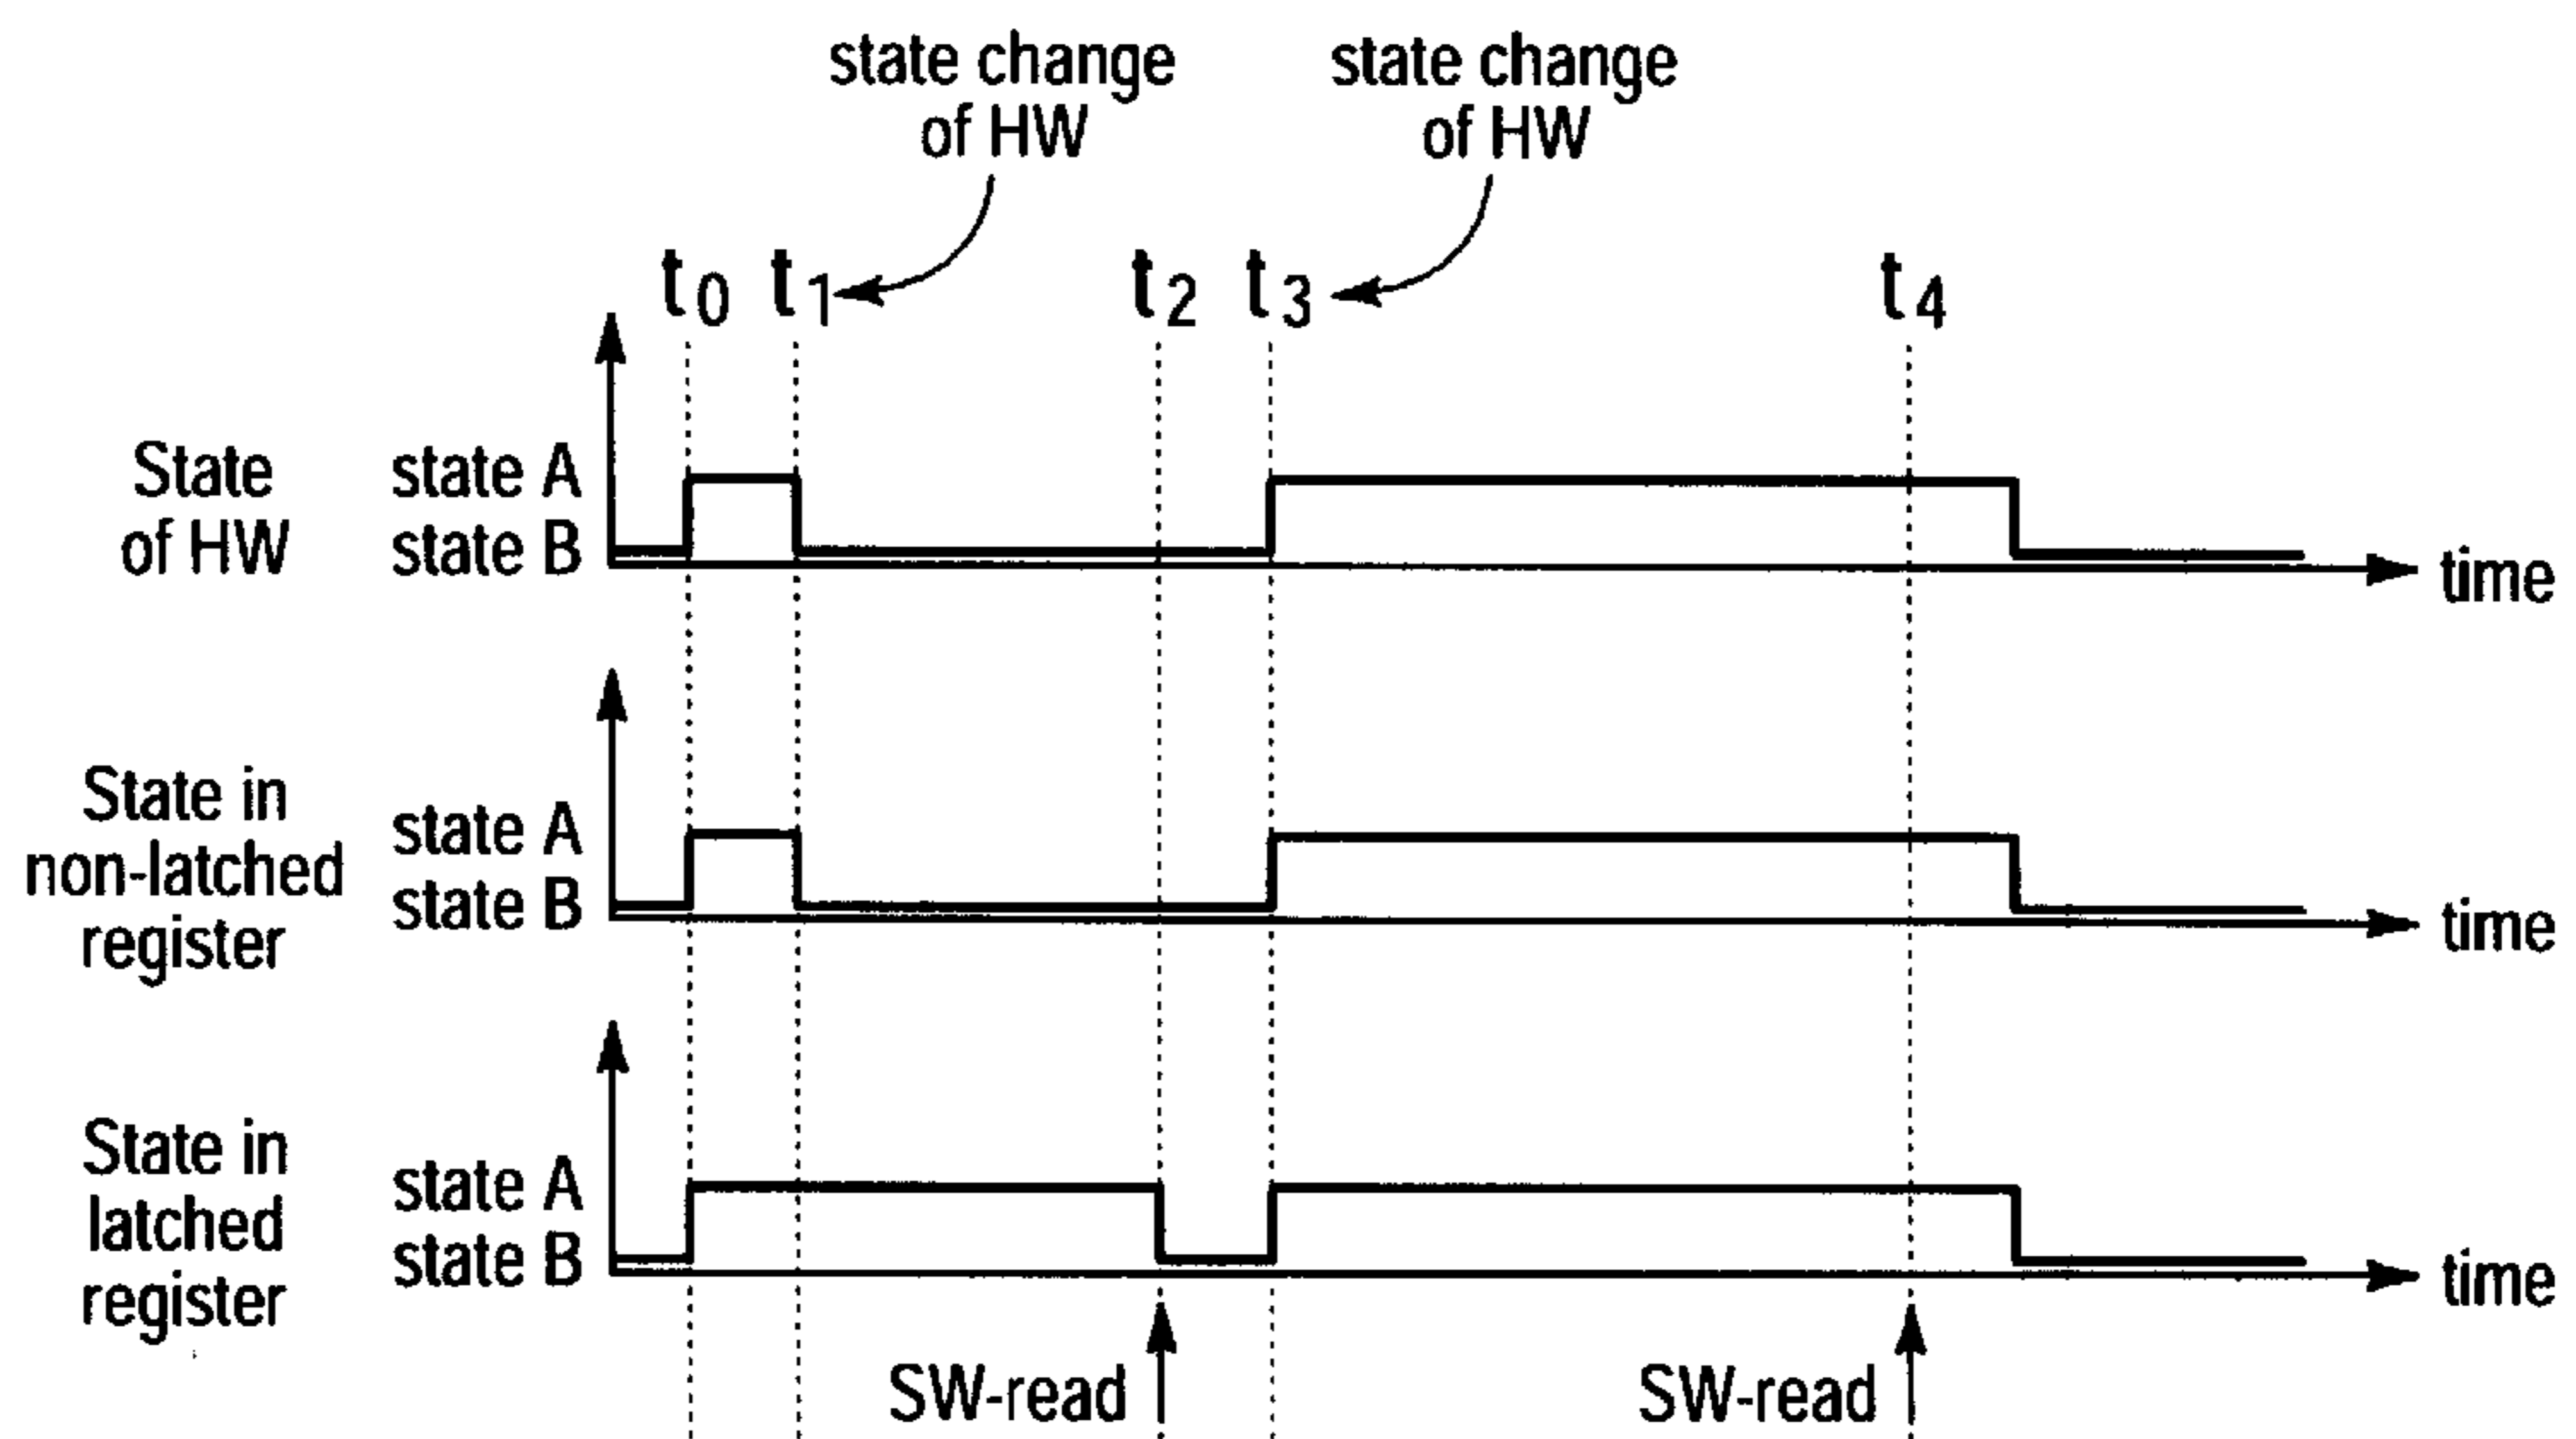 state change
of HW
state change
of HW
t0 t1 t2 t3 t4
State
of HW
state A
state B
time
State in
non-latched
register
state A
state B
time
State in
latched
register
state A
state B
time
SW-read
SW-read